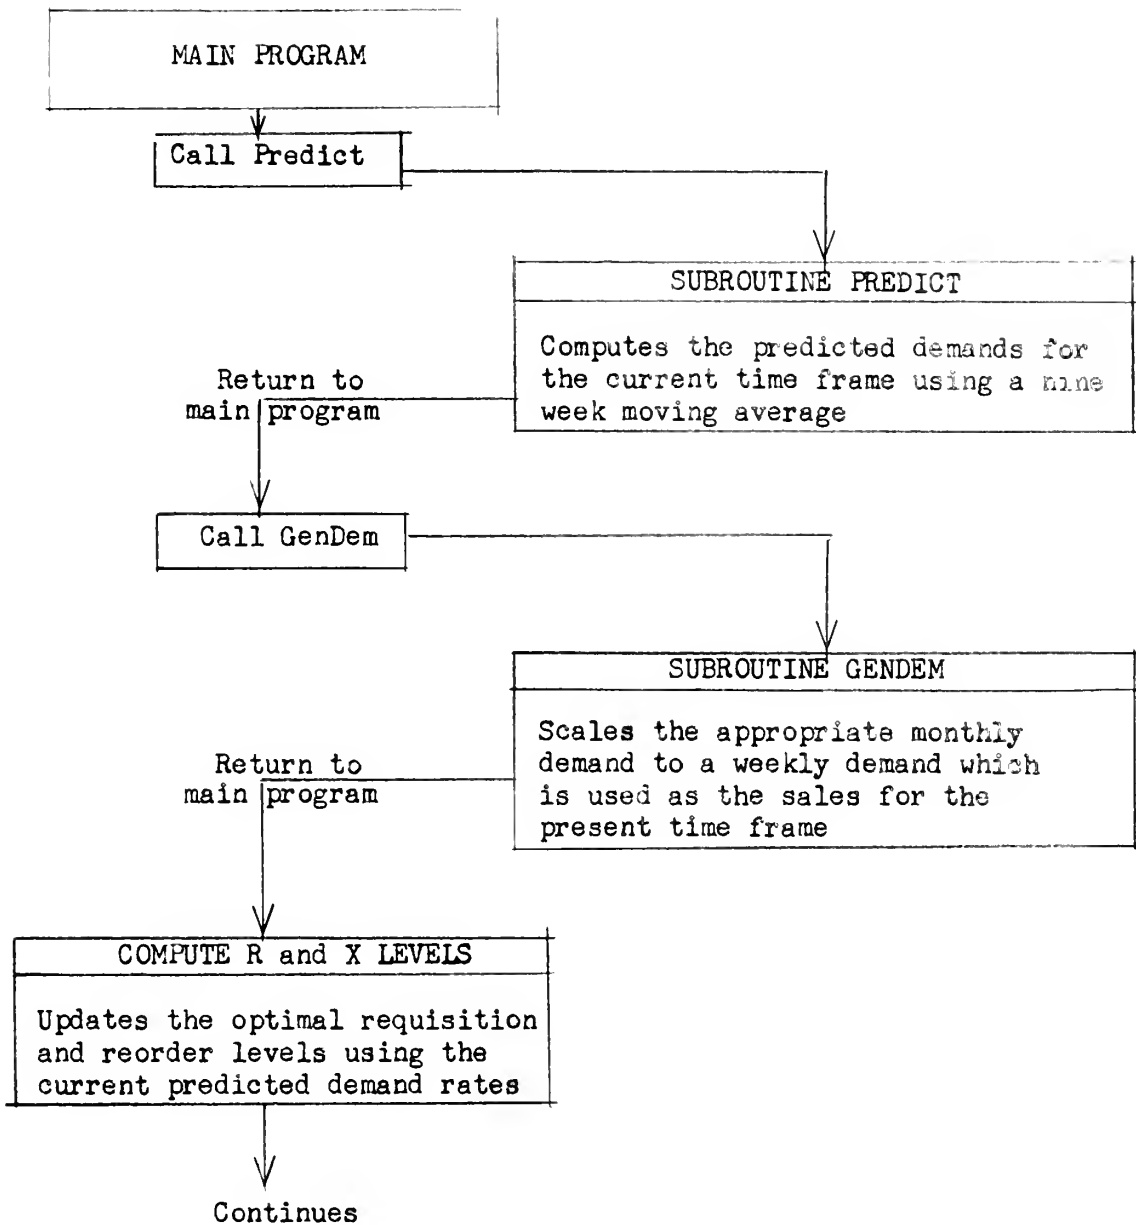 MAIN PROGRAM
Call Predict
SUBROUTINE PREDICT
Computes the predicted demands for
the current time frame using a nine
week moving average
Return to
main program
Call GenDem
SUBROUTINE GENDEM
Scales the appropriate monthly
demand to a weekly demand which
is used as the sales for the
present time frame
Return to
main program
COMPUTE R and X LEVELS
Updates the optimal requisition
and reorder levels using the
current predicted demand rates
Continues